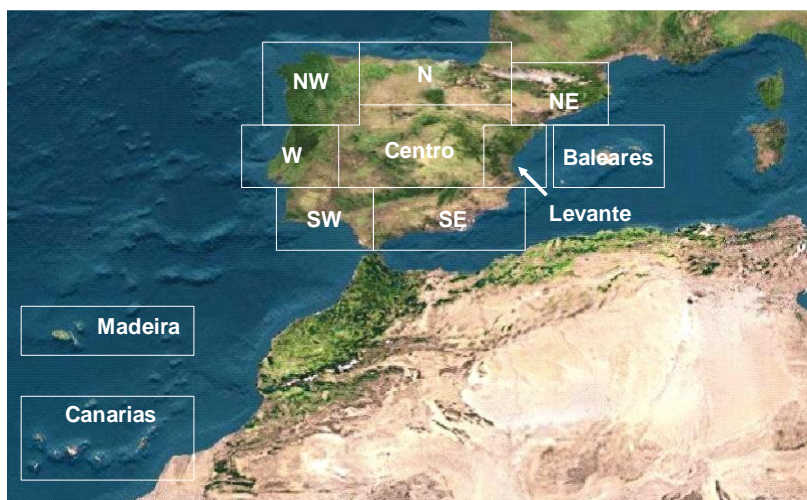 N
NW
NE
W
Centro
Baleares
SW
SE
Levante
Madeira
Canarias